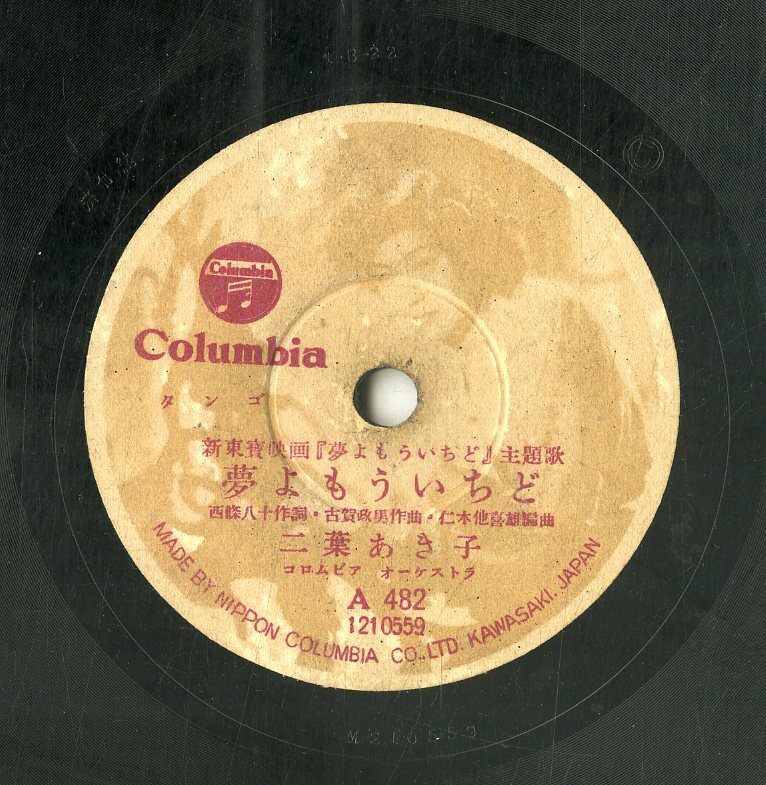 Columbia
Columbia
タンゴ
新東寳映画『夢よもういちど』主題歌
夢よもういちど
西條八十作詞・古賀政男作曲・仁木他喜雄編曲
二葉あき子
コロムビア オーケストラ
A 482
1210559
MADE BY NIPPON COLUMBIA CO., LTD. KAWASAKI, JAPAN